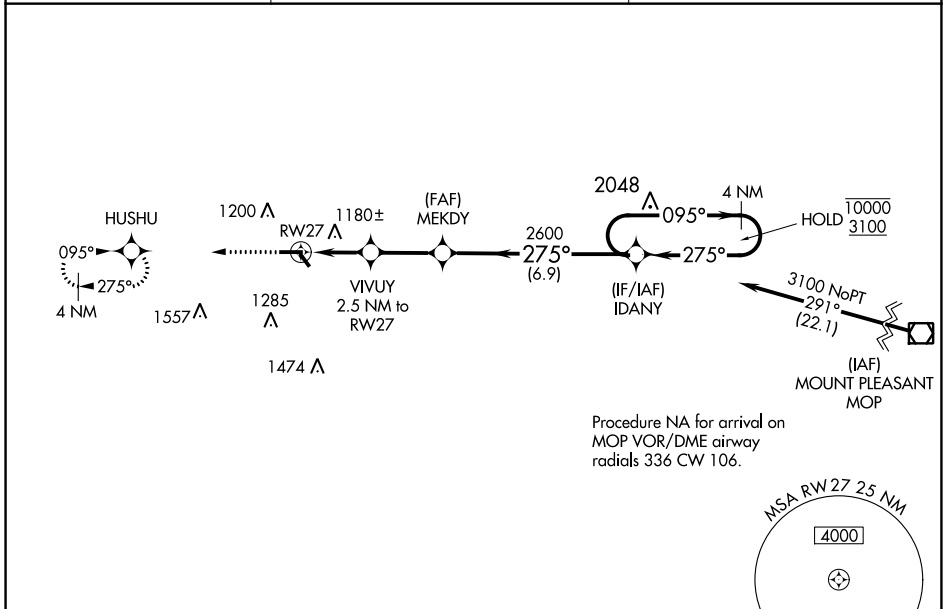 2048
4 NM
095°
HOLD
10000
3100
275°
(IF/IAF)
IDANY
2600
275°
(6.9)
(FAF)
MEKDY
1180±
VIVUY
2.5 NM to
RW27
RW27
1200
HUSHU
095°
275°
4 NM
1557
1285
1474
3100 NoPT
291°
(22.1)
(IAF)
MOUNT PLEASANT
MOP
Procedure NA for arrival on
MOP VOR/DME airway
radials 336 CW 106.
MSA RW27 25 NM
4000